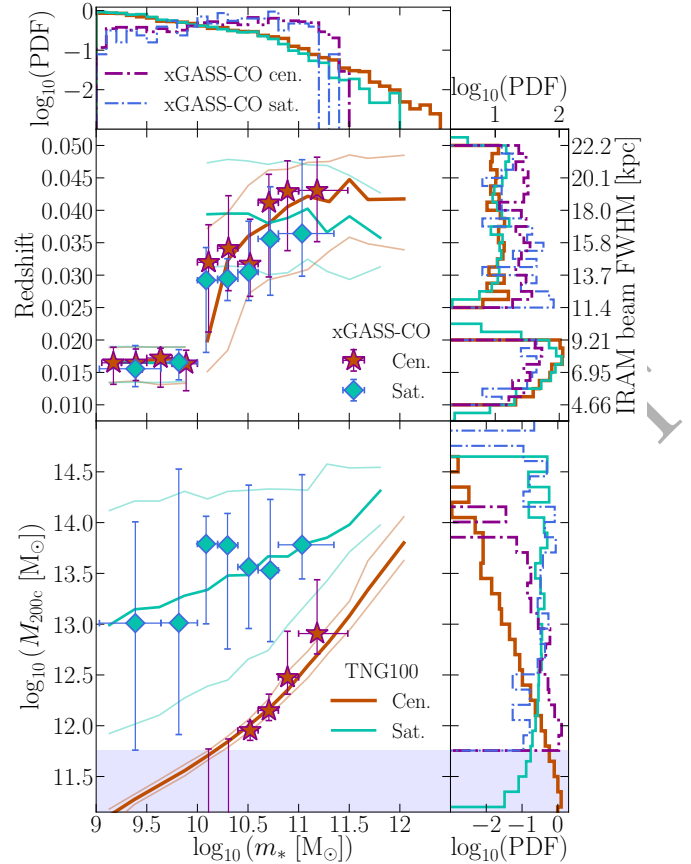 log₁₀(PDF)
0
−1
−2
xGASS-CO cen.
xGASS-CO sat.
log₁₀(PDF)
1 2
Redshift
0.050
0.045
0.040
0.035
0.030
0.025
0.020
0.015
0.010
xGASS-CO
Cen.
Sat.
22.2
20.1
18.0
15.8
13.7
11.4
9.21
6.95
4.66
IRAM beam FWHM [kpc]
log₁₀(M₂₀₀c [M⊙])
14.5
14.0
13.5
13.0
12.5
12.0
11.5
TNG100
Cen.
Sat.
9 9.5 10 10.5 11 11.5 12
log₁₀(m* [M⊙])
−2 −1 0
log₁₀(PDF)